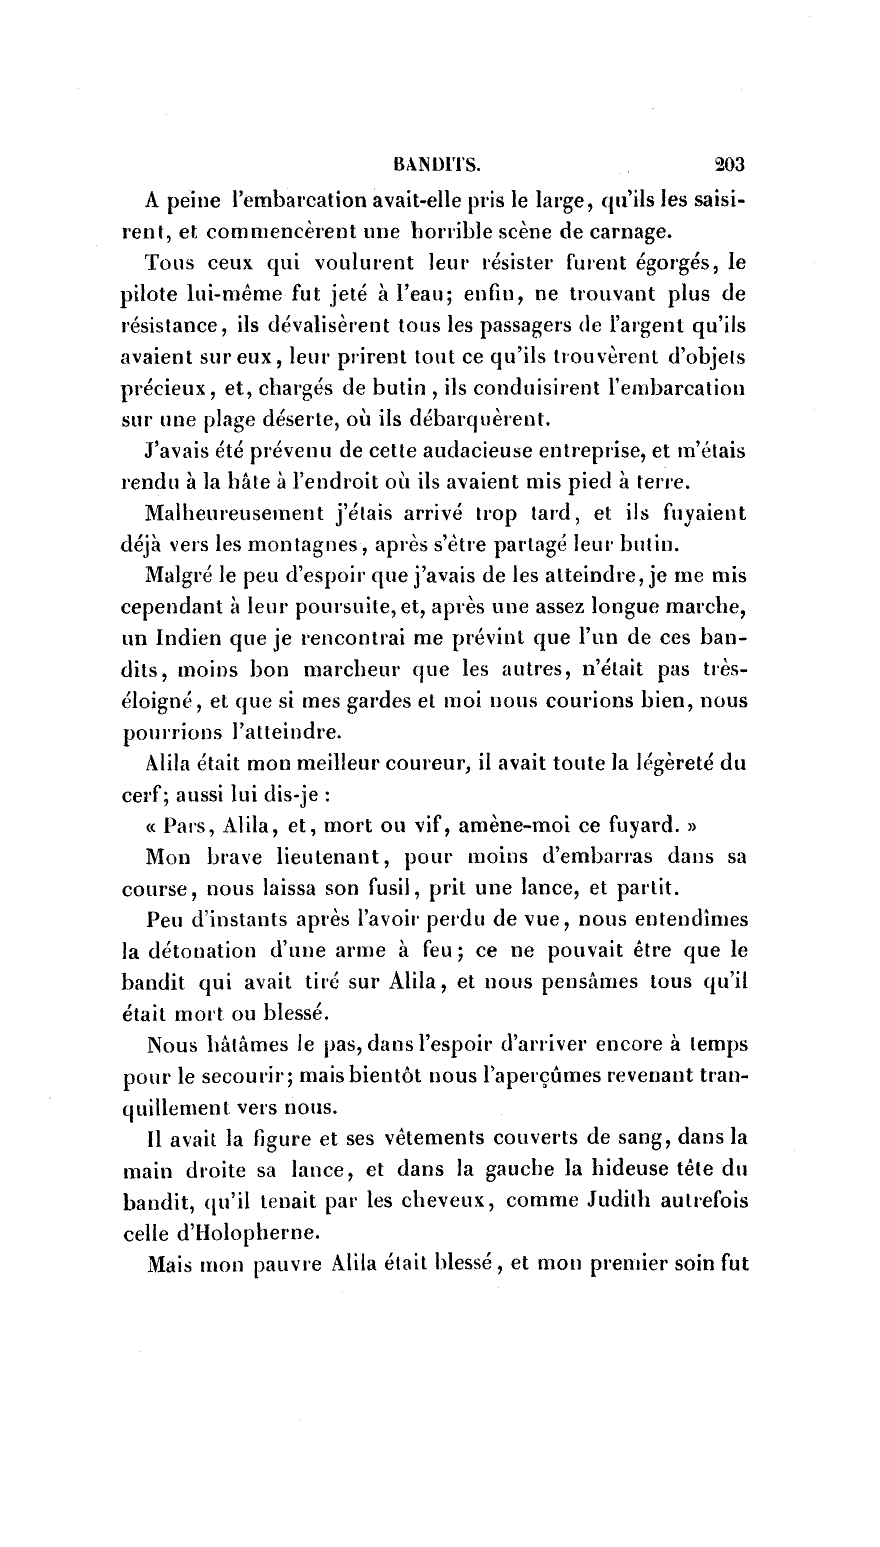 BANDITS. 203
A peine l'embarcation avait-elle pris le large, qu'ils les saisi-
rent, et commencèrent une horrible scène de carnage.
Tous ceux qui voulurent leur résister furent égorgés, le
pilote lui-même fut jeté à l'eau; enfin, ne trouvant plus de
résistance, ils dévalisèrent tous les passagers de l'argent qu'ils
avaient sur eux, leur prirent tout ce qu'ils trouvèrent d'objets
précieux, et, chargés de butin, ils conduisirent l'embarcation
sur une plage déserte, où ils débarquèrent.
J'avais été prévenu de cette audacieuse entreprise, et m'étais
rendu à la hâte à l'endroit où ils avaient mis pied à terre.
Malheureusement j'étais arrivé trop tard, et ils fuyaient
déjà vers les montagnes, après s'être partagé leur butin.
Malgré le peu d'espoir que j'avais de les atteindre, je me mis
cependant à leur poursuite, et, après une assez longue marche,
un Indien que je rencontrai me prévint que l'un de ces ban-
dits, moins bon marcheur que les autres, n'était pas très-
éloigné, et que si mes gardes et moi nous courions bien, nous
pourrions l'atteindre.
Alila était mon meilleur coureur, il avait toute la légèreté du
cerf; aussi lui dis-je :
« Pars, Alila, et, mort ou vif, amène-moi ce fuyard. »
Mon brave lieutenant, pour moins d'embarras dans sa
course, nous laissa son fusil, prit une lance, et partit.
Peu d'instants après l'avoir perdu de vue, nous entendîmes
la détonation d'une arme à feu; ce ne pouvait être que le
bandit qui avait tiré sur Alila, et nous pensâmes tous qu'il
était mort ou blessé.
Nous hâtâmes le pas, dans l'espoir d'arriver encore à temps
pour le secourir; mais bientôt nous l'aperçûmes revenant tran-
quillement vers nous.
Il avait la figure et ses vêtements couverts de sang, dans la
main droite sa lance, et dans la gauche la hideuse tête du
bandit, qu'il tenait par les cheveux, comme Judith autrefois
celle d'Holopherne.
Mais mon pauvre Alila était blessé, et mon premier soin fut